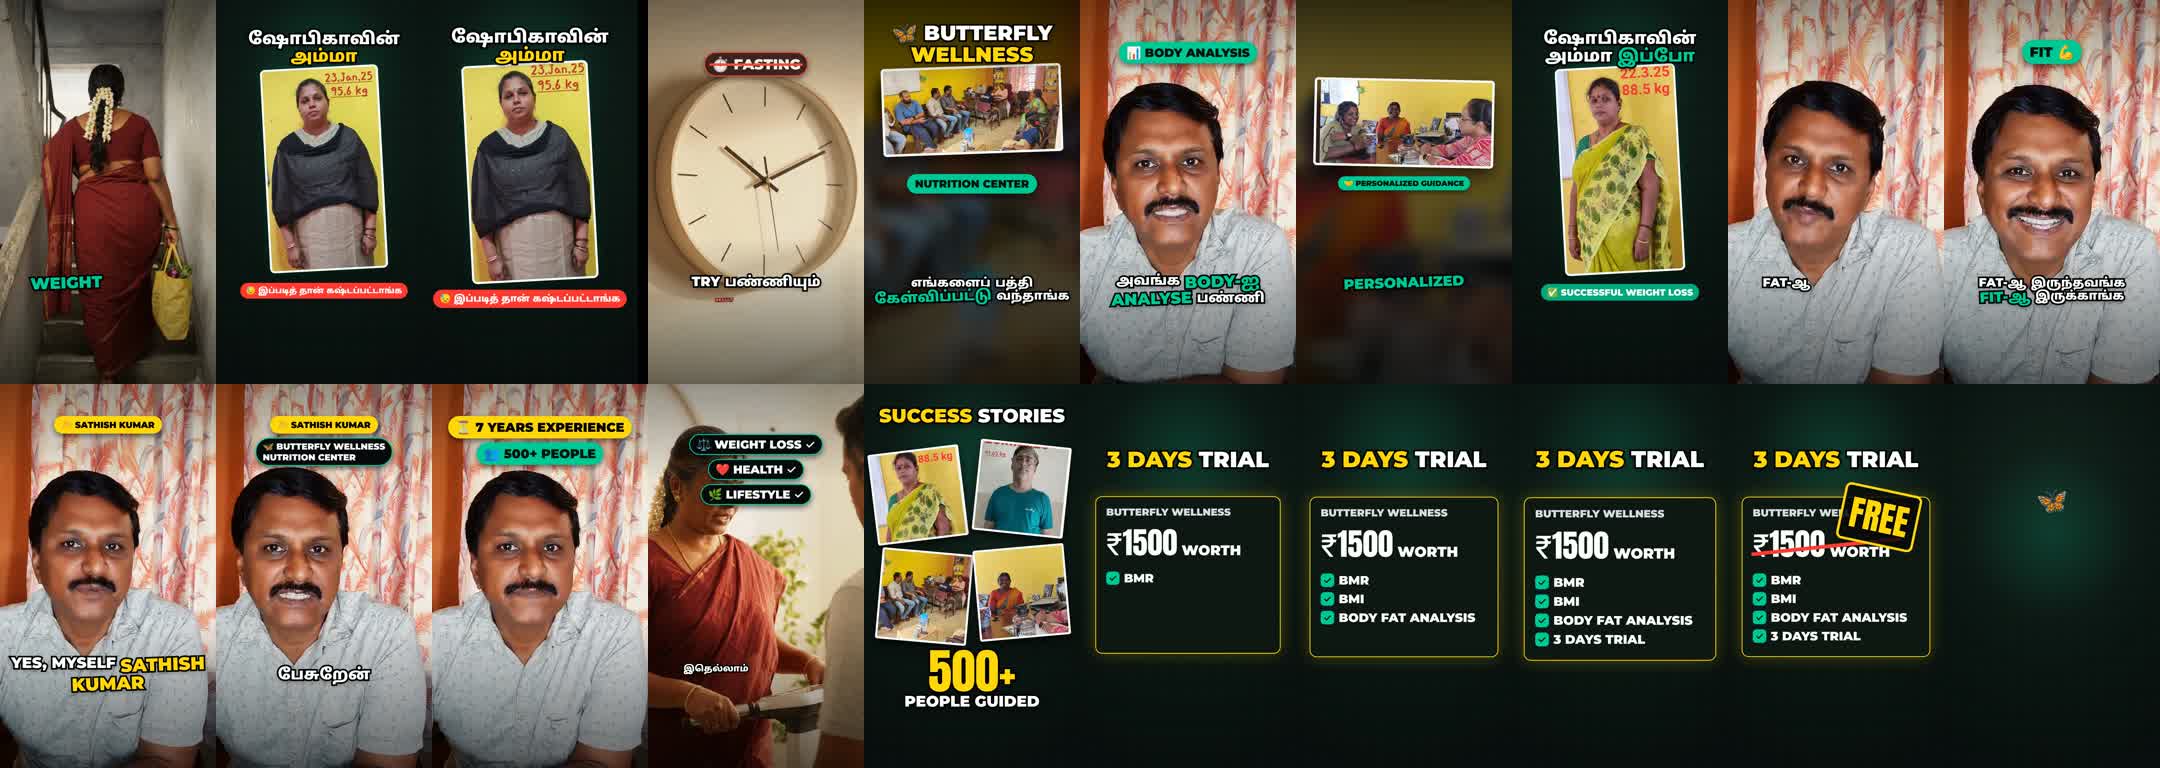 WEIGHT
ஷோபிகாவின்
அம்மா
23,Jan,25
95.6 kg
இப்படித் தான் கஷ்டப்பட்டாங்க
ஷோபிகாவின்
அம்மா
23,Jan,25
95.6 kg
இப்படித் தான் கஷ்டப்பட்டாங்க
FASTING
TRY பண்ணியும்
BUTTERFLY
WELLNESS
NUTRITION CENTER
எங்களைப் பத்தி
கேள்விப்பட்டு வந்தாங்க
BODY ANALYSIS
அவங்க BODY-ஐ
ANALYSE பண்ணி
PERSONALIZED GUIDANCE
PERSONALIZED
ஷோபிகாவின்
அம்மா இப்போ
22.3.25
88.5 kg
SUCCESSFUL WEIGHT LOSS
FAT-ஆ
FIT
FAT-ஆ இருந்தவங்க
FIT-ஆ இருக்காங்க
SATHISH KUMAR
YES, MYSELF SATHISH
KUMAR
SATHISH KUMAR
BUTTERFLY WELLNESS
NUTRITION CENTER
பேசுறேன்
7 YEARS EXPERIENCE
500+ PEOPLE
WEIGHT LOSS
HEALTH
LIFESTYLE
இதெல்லாம்
SUCCESS STORIES
88.5 kg
500+
PEOPLE GUIDED
3 DAYS TRIAL
BUTTERFLY WELLNESS
₹1500 WORTH
BMR
3 DAYS TRIAL
BUTTERFLY WELLNESS
₹1500 WORTH
BMR
BMI
BODY FAT ANALYSIS
3 DAYS TRIAL
BUTTERFLY WELLNESS
₹1500 WORTH
BMR
BMI
BODY FAT ANALYSIS
3 DAYS TRIAL
3 DAYS TRIAL
BUTTERFLY
FREE
₹1500 WORTH
BMR
BMI
BODY FAT ANALYSIS
3 DAYS TRIAL